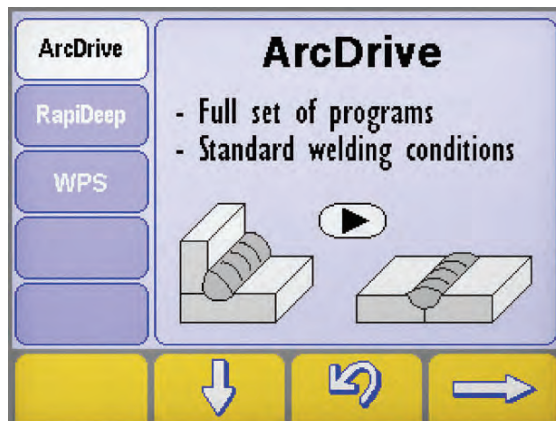 ArcDrive
RapiDeep
WPS
ArcDrive
- Full set of programs
- Standard welding conditions